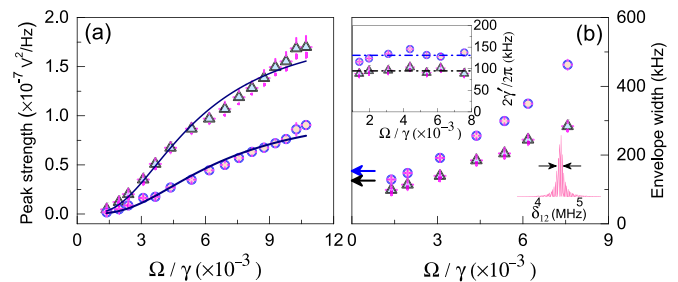 (a)
Peak strength (×10⁻⁷ V²/Hz)
2.0
1.5
1.0
0.5
0.0
0 3 6 9 12
Ω / γ (×10⁻³)
(b)
200
150
100
50
0
2γ′/2π (kHz)
2 4 6 8
Ω / γ (×10⁻³)
600
400
200
0
Envelope width (kHz)
4 5
δ₁₂ (MHz)
0 3 6 9
Ω / γ (×10⁻³)